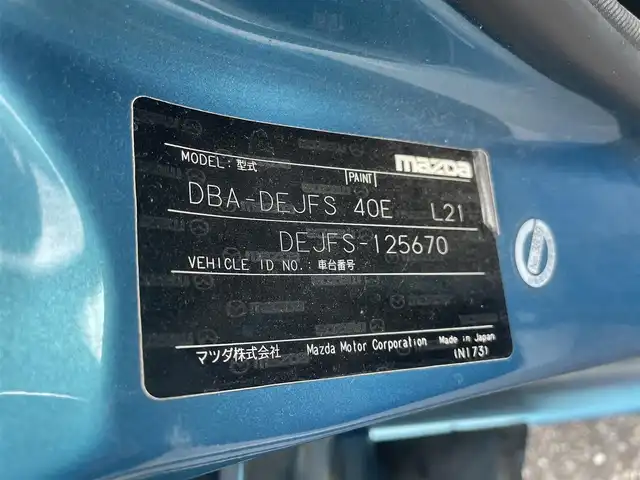 mazda
MODEL: 型式 PAINT
DBA-DEJFS 40E L21
DEJFS-125670
VEHICLE ID NO.: 車台番号
マツダ株式会社 Mazda Motor Corporation Made in Japan
(N173)